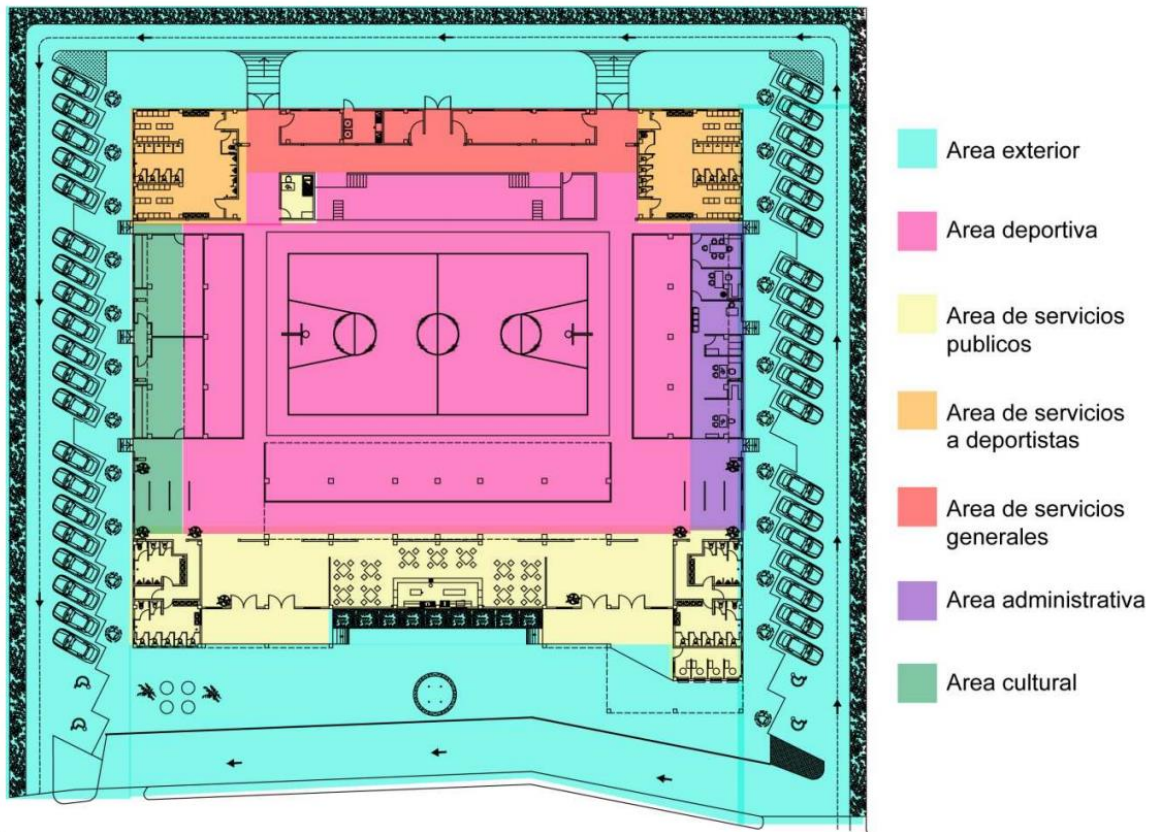 Area exterior
Area deportiva
Area de servicios
publicos
Area de servicios
a deportistas
Area de servicios
generales
Area administrativa
Area cultural